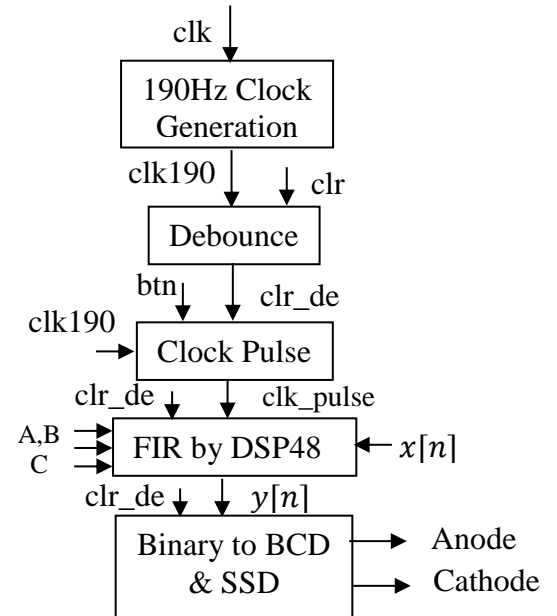 clk
190Hz Clock
Generation
clk190
clr
Debounce
btn
clr_de
clk190
Clock Pulse
clr_de
clk_pulse
A,B
C
FIR by DSP48
x[n]
clr_de
y[n]
Binary to BCD
& SSD
Anode
Cathode